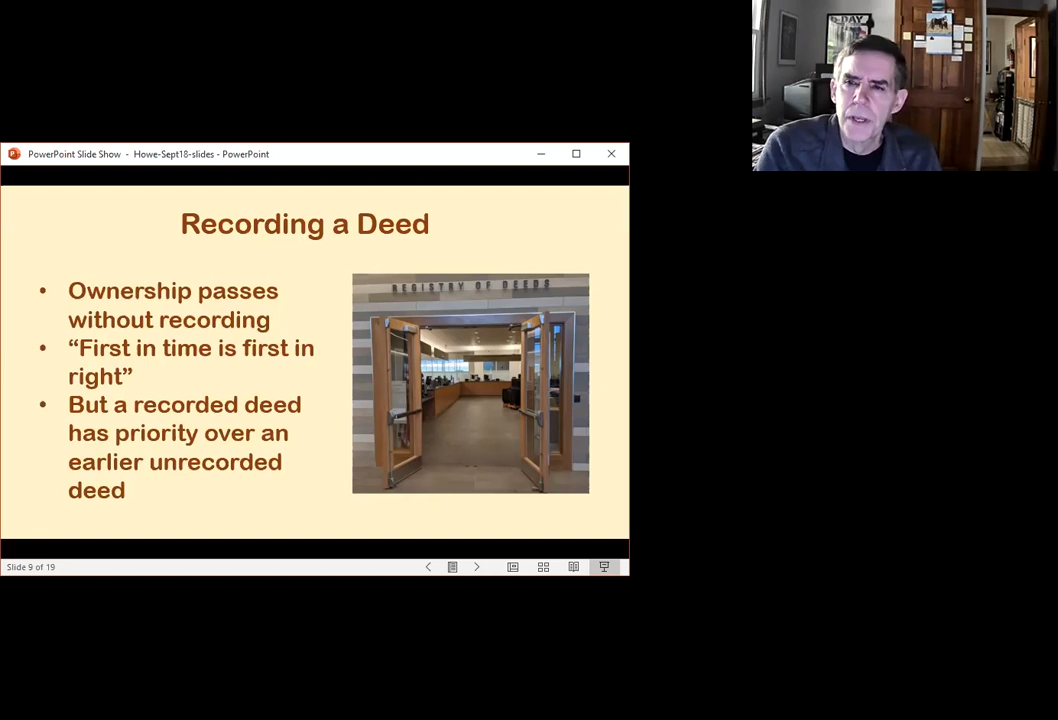 PowerPoint Slide Show - Howe-Sept18-slides - PowerPoint
Recording a Deed
• Ownership passes
without recording
• “First in time is first in
right”
• But a recorded deed
has priority over an
earlier unrecorded
deed
REGISTRY OF DEEDS
Slide 9 of 19
DAY